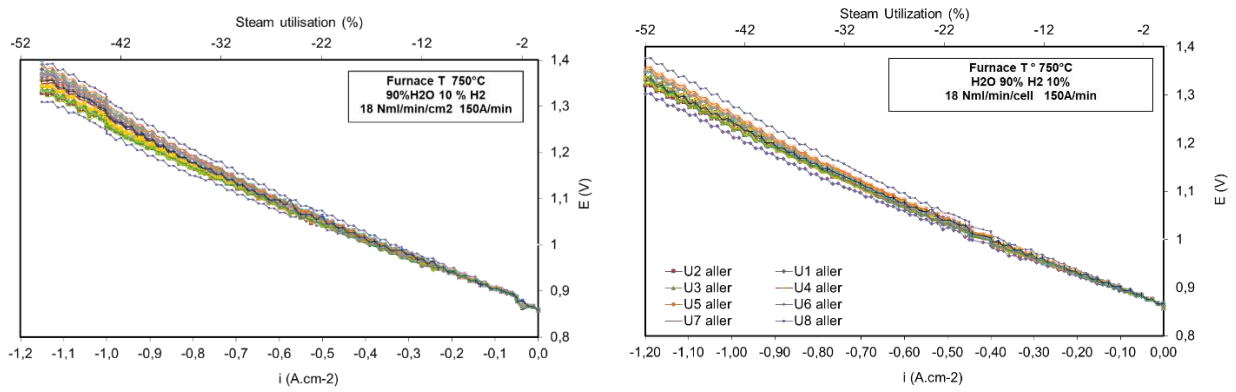 Steam utilisation (%)
-52 -42 -32 -22 -12 -2
Furnace T 750°C
90%H2O 10 % H2
18 Nml/min/cm2 150A/min
1,4
1,3
1,2
1,1
1
0,9
0,8
E (V)
-1,2 -1,1 -1,0 -0,9 -0,8 -0,7 -0,6 -0,5 -0,4 -0,3 -0,2 -0,1 0,0
i (A.cm-2)
Steam Utilization (%)
-52 -42 -32 -22 -12 -2
Furnace T ° 750°C
H2O 90% H2 10%
18 Nml/min/cell 150A/min
1,4
1,3
1,2
1,1
1
0,9
0,8
E (V)
U2 aller U1 aller
U3 aller U4 aller
U5 aller U6 aller
U7 aller U8 aller
-1,20 -1,10 -1,00 -0,90 -0,80 -0,70 -0,60 -0,50 -0,40 -0,30 -0,20 -0,10 0,00
i (A.cm-2)